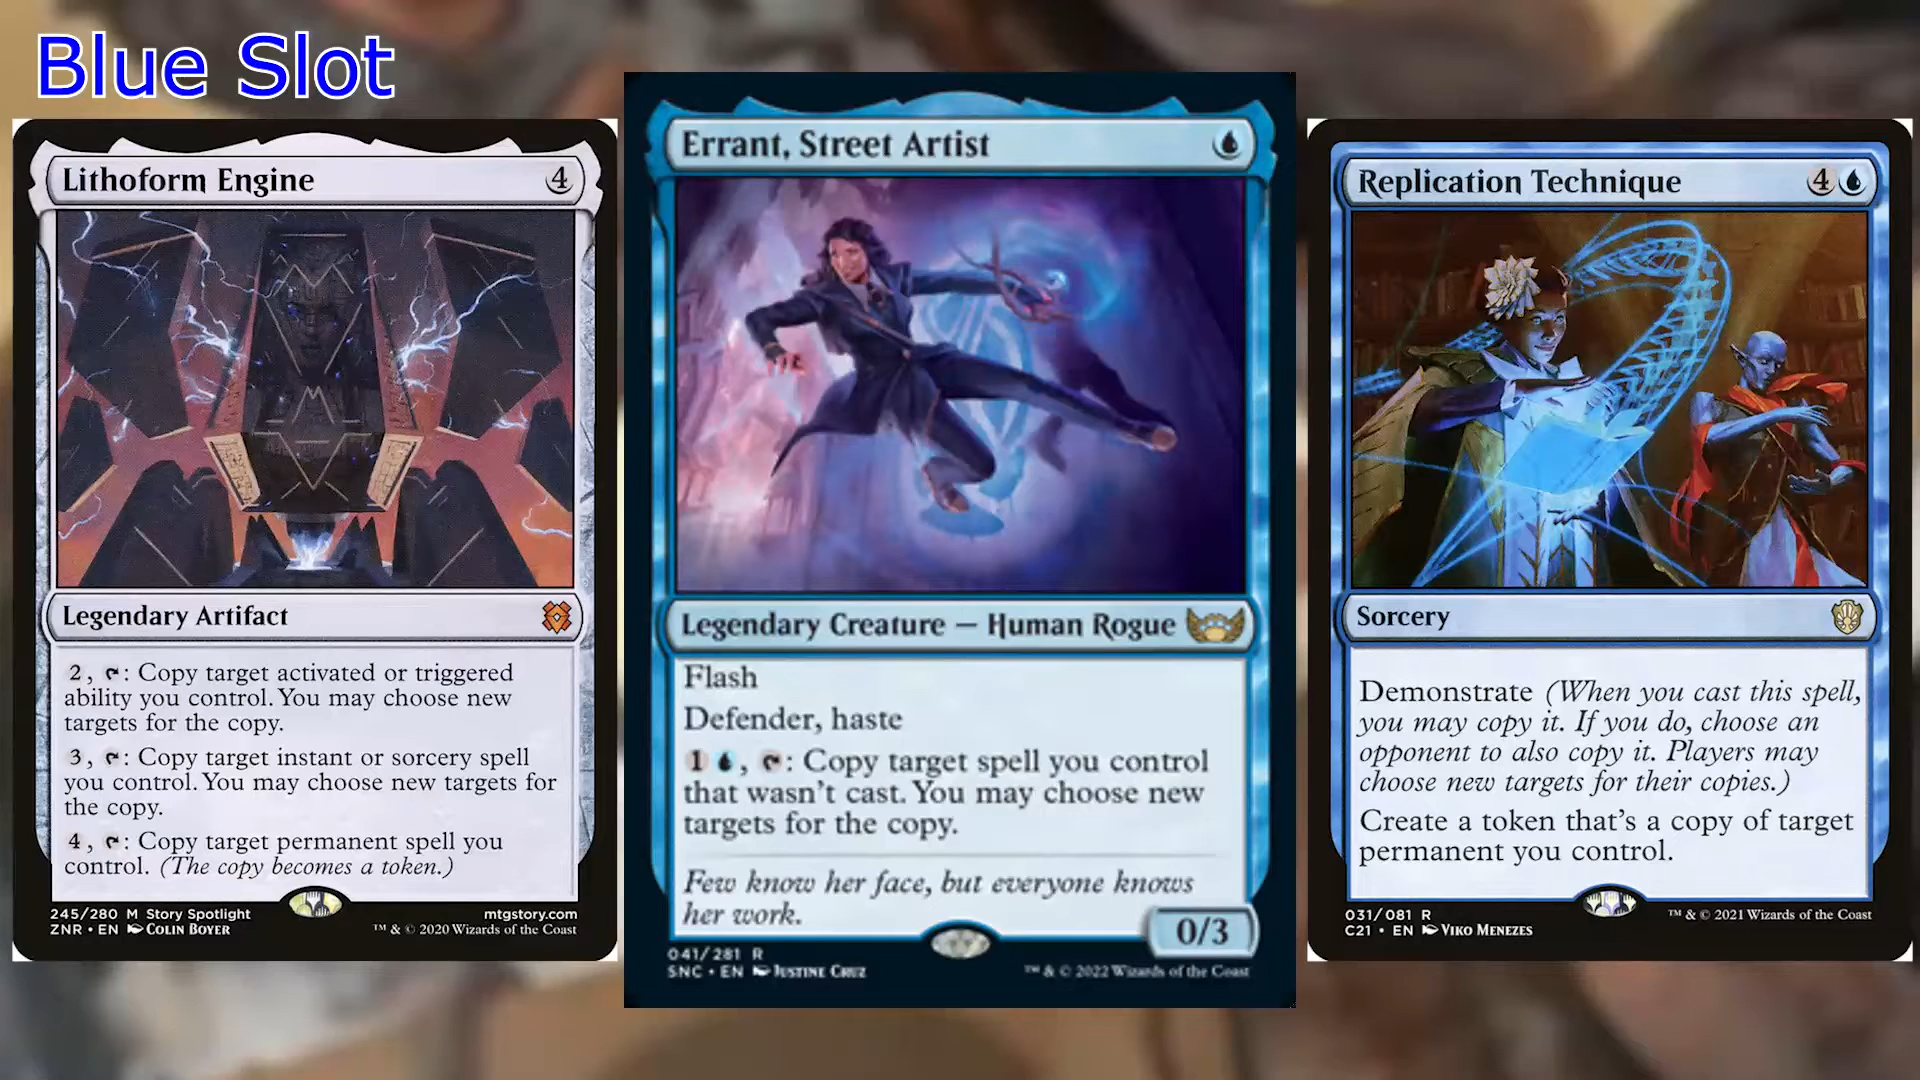 Blue Slot
Lithoform Engine 4
Legendary Artifact
2, : Copy target activated or triggered
ability you control. You may choose new
targets for the copy.
3, : Copy target instant or sorcery spell
you control. You may choose new targets for
the copy.
4, : Copy target permanent spell you
control. (The copy becomes a token.)
245/280 M Story Spotlight
mtgstory.com
ZNR • EN Colin Boyer
™ & © 2020 Wizards of the Coast
Errant, Street Artist
Legendary Creature — Human Rogue
Flash
Defender, haste
1 , : Copy target spell you control
that wasn't cast. You may choose new
targets for the copy.
Few know her face, but everyone knows
her work.
0/3
041/281 R
SNC • EN Justine Cruz
™ & © 2022 Wizards of the Coast
Replication Technique 4
Sorcery
Demonstrate (When you cast this spell,
you may copy it. If you do, choose an
opponent to also copy it. Players may
choose new targets for their copies.)
Create a token that's a copy of target
permanent you control.
031/081 R
C21 • EN Viko Menezes
™ & © 2021 Wizards of the Coast